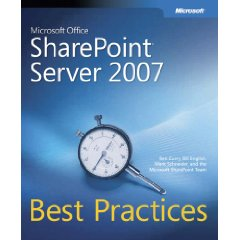 Microsoft
Microsoft Office
SharePoint
Server 2007
Ben Curry, Bill English,
Mark Schneider, and the
Microsoft SharePoint Team
Best Practices